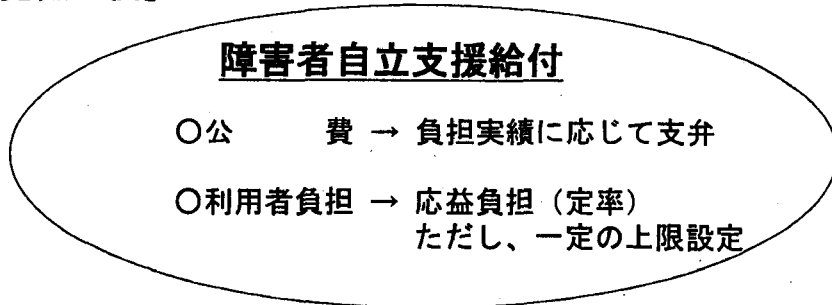 障害者自立支援給付
○公　　　費 → 負担実績に応じて支弁
○利用者負担 → 応益負担（定率）
ただし、一定の上限設定